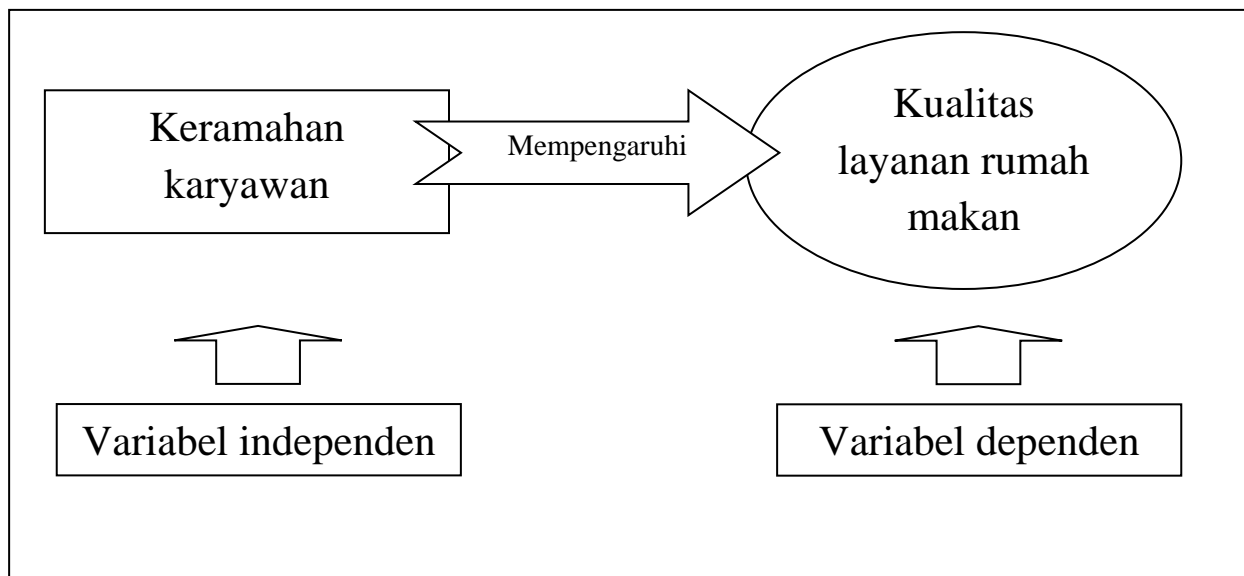 Keramahan
karyawan
Mempengaruhi
Kualitas
layanan rumah
makan
Variabel independen
Variabel dependen